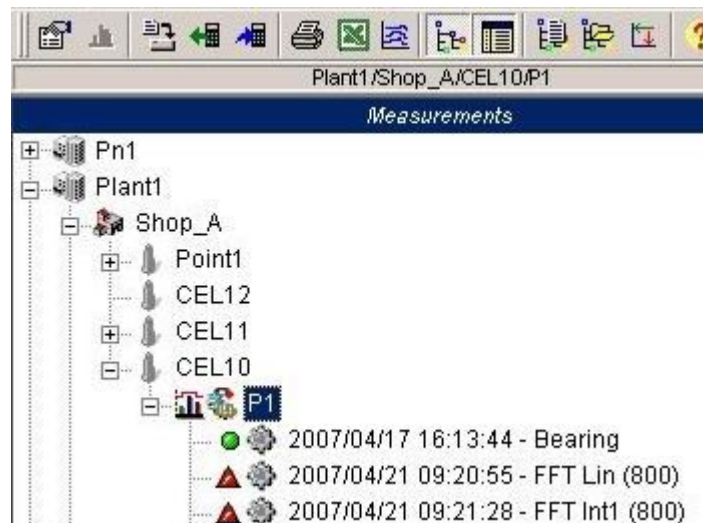 Plant1/Shop_A/CEL10/P1
Measurements
Pn1
Plant1
Shop_A
Point1
CEL12
CEL11
CEL10
P1
2007/04/17 16:13:44 - Bearing
2007/04/21 09:20:55 - FFT Lin (800)
2007/04/21 09:21:28 - FFT Int1 (800)